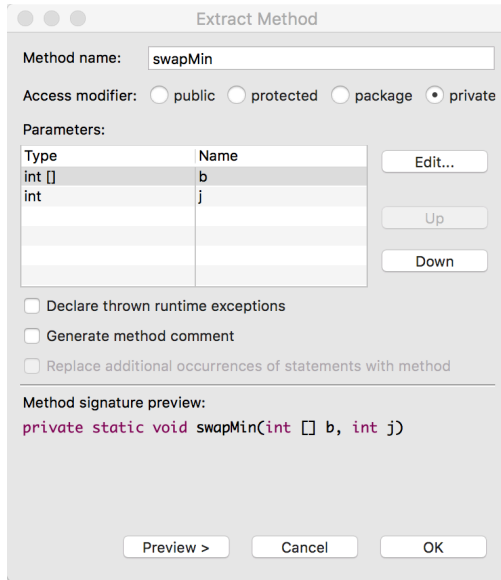 Extract Method
Method name: swapMin
Access modifier: public protected package private
Parameters:
Type Name
int [] b
int j
Edit...
Up
Down
Declare thrown runtime exceptions
Generate method comment
Replace additional occurrences of statements with method
Method signature preview:
private static void swapMin(int [] b, int j)
Preview > Cancel OK